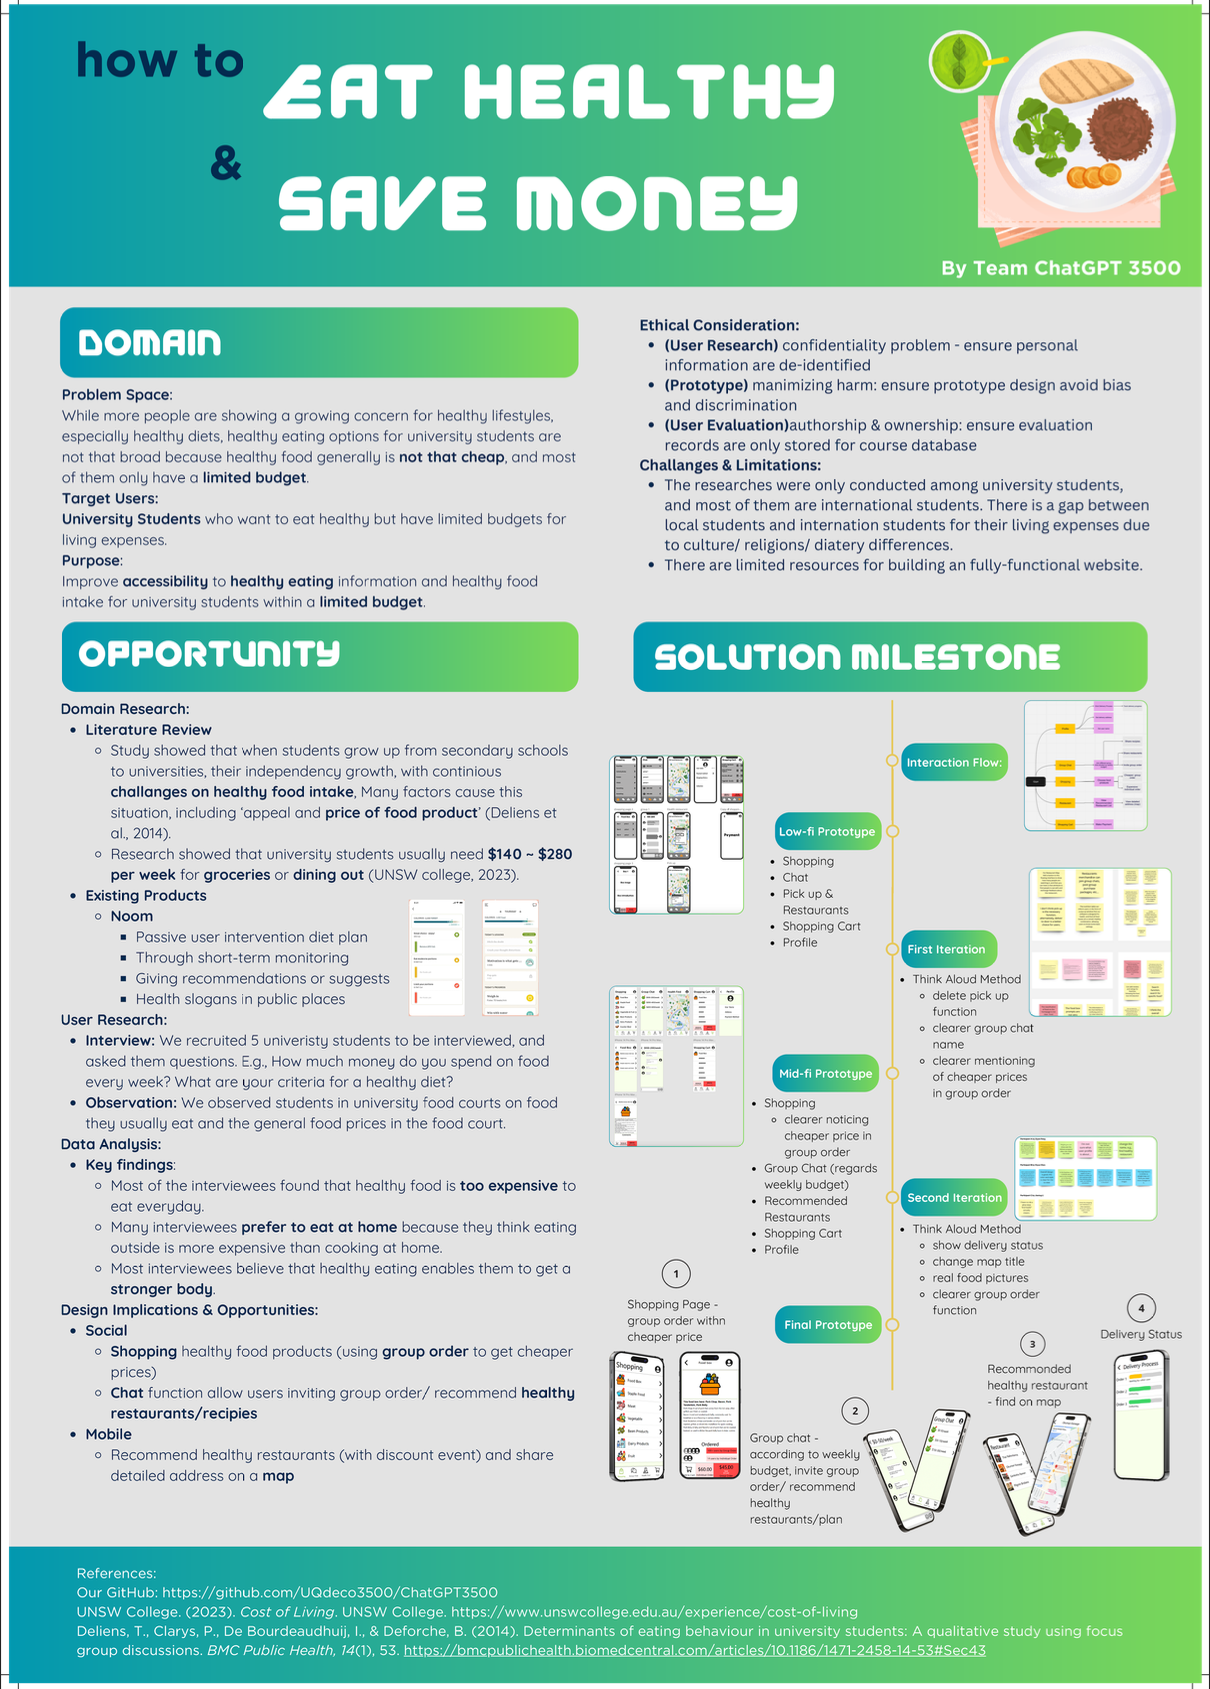 how to
EAT HEALTHY
&
SAVE MONEY
By Team ChatGPT 3500
DOMAIN
Problem Space:
While more people are showing a growing concern for healthy lifestyles,
especially healthy diets, healthy eating options for university students are
not that broad because healthy food generally is not that cheap, and most
of them only have a limited budget.
Target Users:
University Students who want to eat healthy but have limited budgets for
living expenses.
Purpose:
Improve accessibility to healthy eating information and healthy food
intake for university students within a limited budget.
Ethical Consideration:
• (User Research) confidentiality problem - ensure personal
information are de-identified
• (Prototype) manimizing harm: ensure prototype design avoid bias
and discrimination
• (User Evaluation)authorship & ownership: ensure evaluation
records are only stored for course database
Challanges & Limitations:
• The researches were only conducted among university students,
and most of them are international students. There is a gap between
local students and internation students for their living expenses due
to culture/ religions/ diatery differences.
• There are limited resources for building an fully-functional website.
OPPORTUNITY
Domain Research:
• Literature Review
◦ Study showed that when students grow up from secondary schools
to universities, their independency growth, with continious
challanges on healthy food intake, Many factors cause this
situation, including ‘appeal and price of food product’ (Deliens et
al., 2014).
◦ Research showed that university students usually need $140 ~ $280
per week for groceries or dining out (UNSW college, 2023).
• Existing Products
◦ Noom
▪ Passive user intervention diet plan
▪ Through short-term monitoring
▪ Giving recommendations or suggests
▪ Health slogans in public places
User Research:
• Interview: We recruited 5 univeristy students to be interviewed, and
asked them questions. E.g., How much money do you spend on food
every week? What are your criteria for a healthy diet?
• Observation: We observed students in university food courts on food
they usually eat and the general food prices in the food court.
Data Analysis:
• Key findings:
◦ Most of the interviewees found that healthy food is too expensive to
eat everyday.
◦ Many interviewees prefer to eat at home because they think eating
outside is more expensive than cooking at home.
◦ Most interviewees believe that healthy eating enables them to get a
stronger body.
Design Implications & Opportunities:
• Social
◦ Shopping healthy food products (using group order to get cheaper
prices)
◦ Chat function allow users inviting group order/ recommend healthy
restaurants/recipies
• Mobile
◦ Recommend healthy restaurants (with discount event) and share
detailed address on a map
SOLUTION MILESTONE
Interaction Flow:
Low-fi Prototype
• Shopping
• Chat
• Pick up &
Restaurants
• Shopping Cart
• Profile
Payment
First Iteration
• Think Aloud Method
◦ delete pick up
function
◦ clearer group chat
name
◦ clearer mentioning
of cheaper prices
in group order
Mid-fi Prototype
• Shopping
◦ clearer noticing
cheaper price in
group order
• Group Chat (regards
weekly budget)
• Recommended
Restaurants
• Shopping Cart
• Profile
Second Iteration
• Think Aloud Method
◦ show delivery status
◦ change map title
◦ real food pictures
◦ clearer group order
function
Final Prototype
1
Shopping Page -
group order withn
cheaper price
Shopping
Ordered
$60.00
$45.00
2
Group chat -
according to weekly
budget, invite group
order/ recommend
healthy
restaurants/plan
Group Chat
3
Recommonded
healthy restaurant
- find on map
Restaurant
4
Delivery Status
Delivery Process
References:
Our GitHub: https://github.com/UQdeco3500/ChatGPT3500
UNSW College. (2023). Cost of Living. UNSW College. https://www.unswcollege.edu.au/experience/cost-of-living
Deliens, T., Clarys, P., De Bourdeaudhuij, I., & Deforche, B. (2014). Determinants of eating behaviour in university students: A qualitative study using focus
group discussions. BMC Public Health, 14(1), 53. https://bmcpublichealth.biomedcentral.com/articles/10.1186/1471-2458-14-53#Sec43